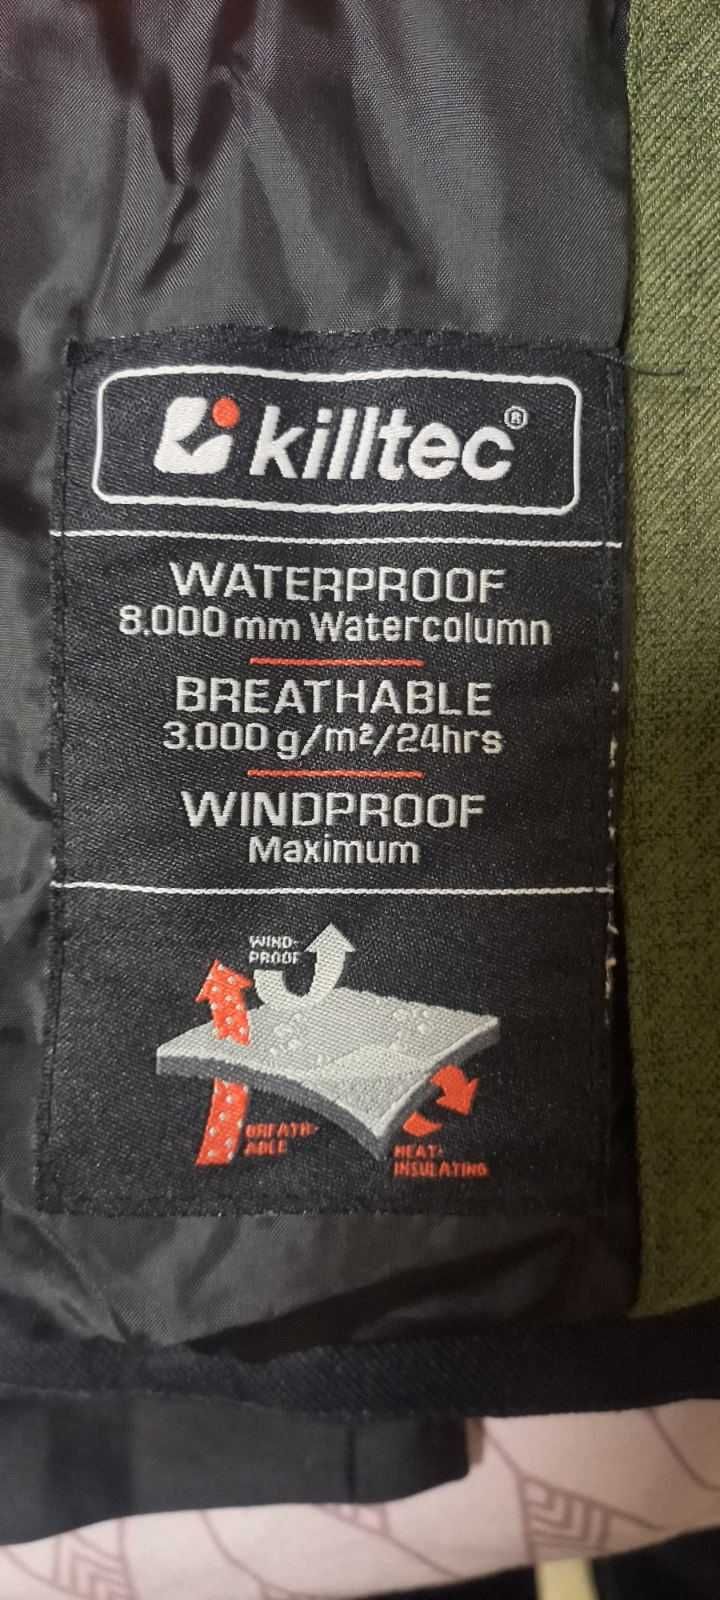 killtec®
WATERPROOF
8.000 mm Watercolumn
BREATHABLE
3.000 g/m²/24hrs
WINDPROOF
Maximum
WIND-
PROOF
BREATH-
ABLE
HEAT-
INSULATING